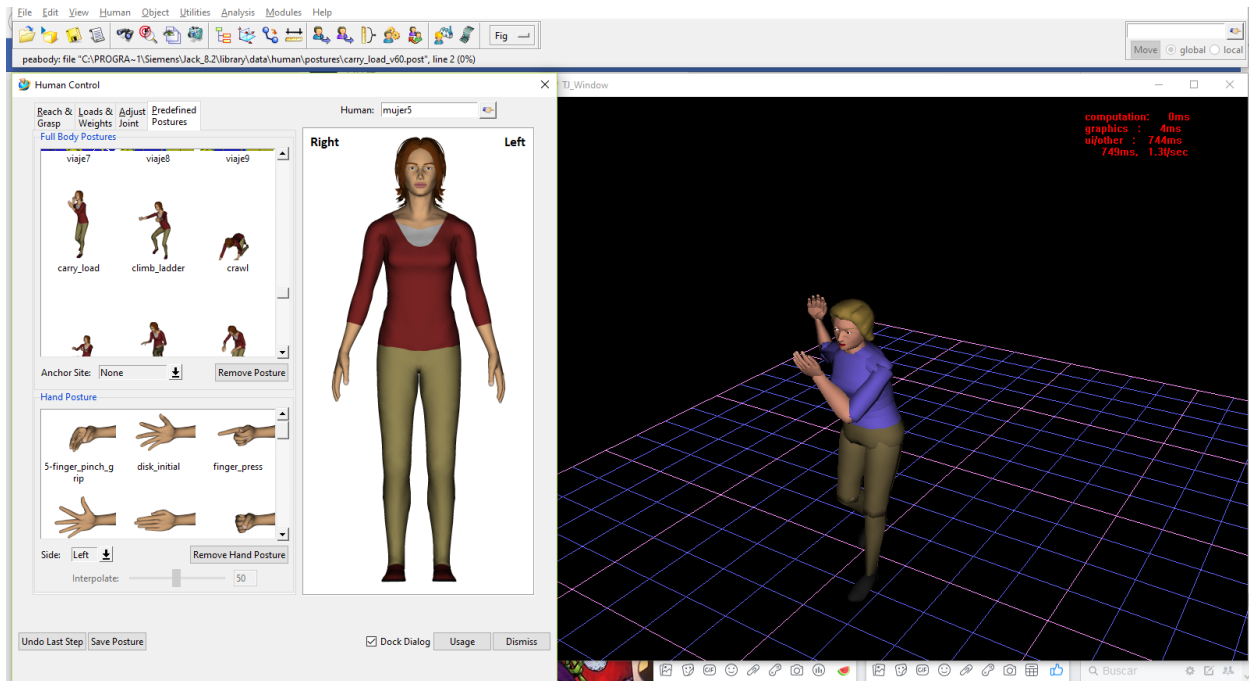 File Edit View Human Object Utilities Analysis Modules Help
Fig
Move global local
peabody: file "C:\PROGRA~1\Siemens\Jack_8.2\library\data\human\postures\carry_load_v60.post", line 2 (0%)
Human Control
TJ_Window
Reach & Grasp
Loads & Weights
Adjust Joint
Predefined Postures
Human: mujer5
Full Body Postures
viaje7 viaje8 viaje9
carry_load climb_ladder crawl
Anchor Site: None
Remove Posture
Hand Posture
5-finger_pinch_g
rip
disk_initial finger_press
Side: Left
Remove Hand Posture
Interpolate: 50
Right Left
Undo Last Step Save Posture
Dock Dialog Usage Dismiss
computation: 0ms
graphics : 4ms
ui/other : 744ms
749ms, 1.3f/sec
GIF
GIF
Buscar